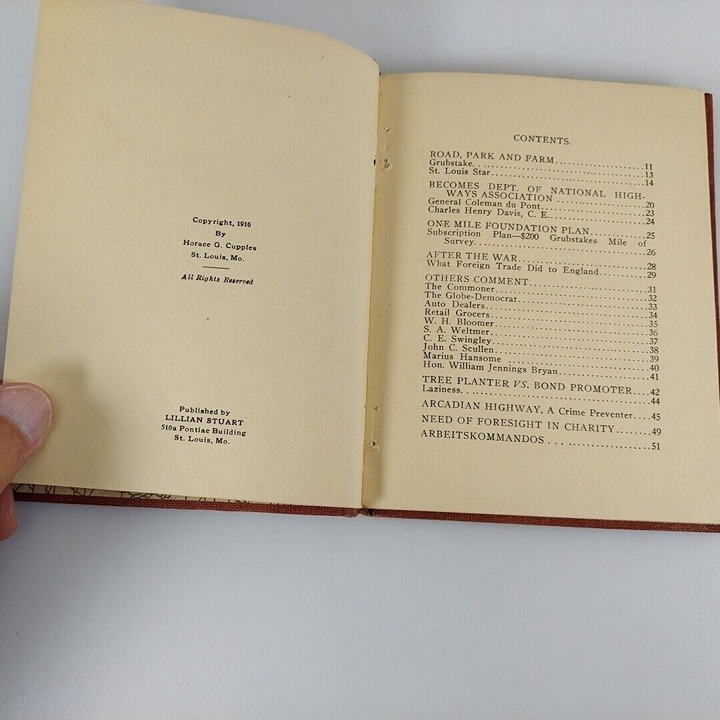 Copyright, 1916
By
Horace G. Cupples
St. Louis, Mo.
All Rights Reserved
Published by
LILLIAN STUART
510a Pontiac Building
St. Louis, Mo.
CONTENTS.
ROAD, PARK AND FARM....................11
Grubstake. ....................13
St. Louis Star....................14
BECOMES DEPT. OF NATIONAL HIGH-
WAYS ASSOCIATION....................20
General Coleman du Pont....................23
Charles Henry Davis, C. E.....................24
ONE MILE FOUNDATION PLAN....................25
Subscription Plan—$200 Grubstakes Mile of
Survey....................26
AFTER THE WAR....................28
What Foreign Trade Did to England....................29
OTHERS COMMENT....................31
The Commoner....................32
The Globe-Democrat....................33
Auto Dealers....................34
Retail Grocers....................35
W. H. Bloomer....................36
S. A. Weltmer....................37
C. E. Swingley....................38
John C. Scullen....................39
Marius Hansome ....................40
Hon. William Jennings Bryan....................41
TREE PLANTER VS. BOND PROMOTER....42
Laziness....................44
ARCADIAN HIGHWAY, A Crime Preventer....45
NEED OF FORESIGHT IN CHARITY.......49
ARBEITSKOMMANDOS ....................51